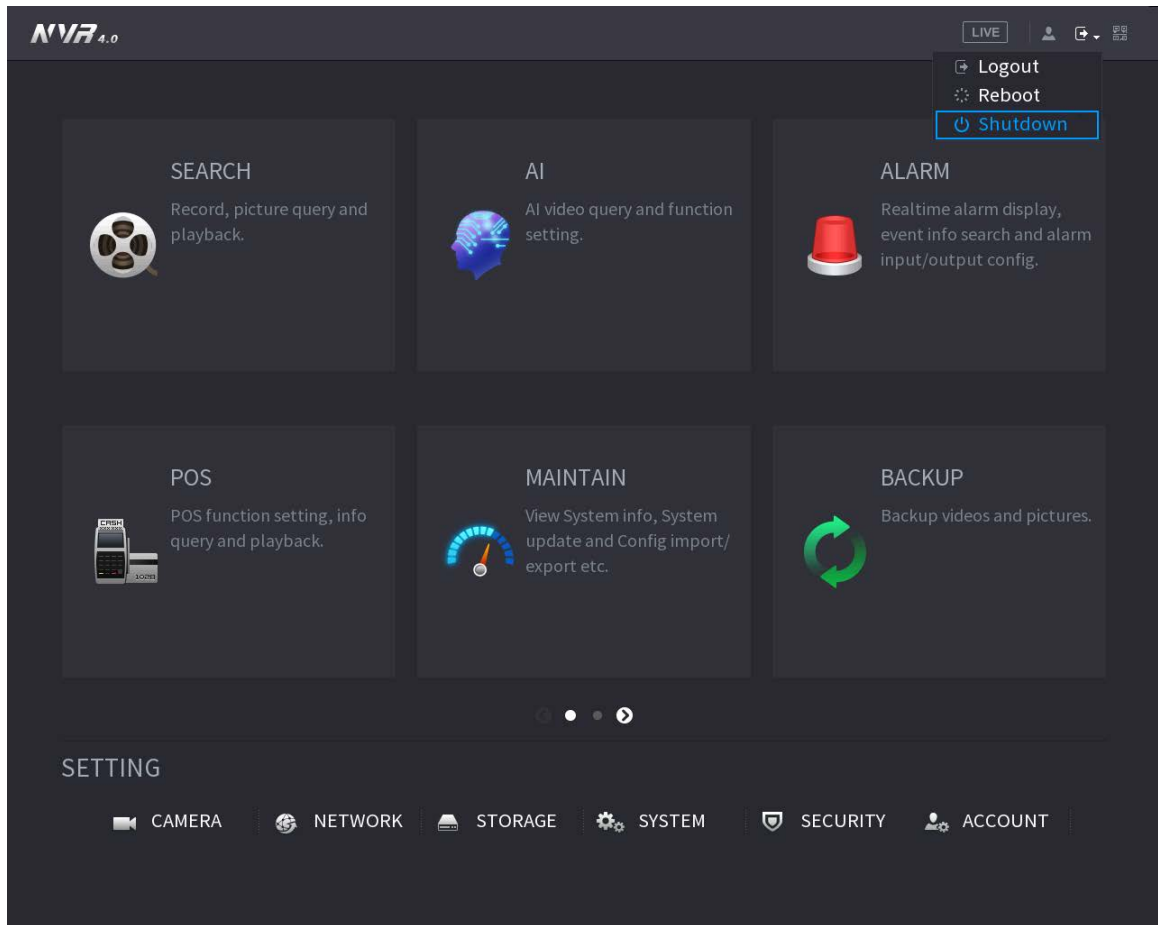 NVR 4.0
LIVE
Logout
Reboot
Shutdown
SEARCH
Record, picture query and
playback.
AI
AI video query and function
setting.
ALARM
Realtime alarm display,
event info search and alarm
input/output config.
POS
POS function setting, info
query and playback.
CASH
MAINTAIN
View System info, System
update and Config import/
export etc.
BACKUP
Backup videos and pictures.
SETTING
CAMERA
NETWORK
STORAGE
SYSTEM
SECURITY
ACCOUNT